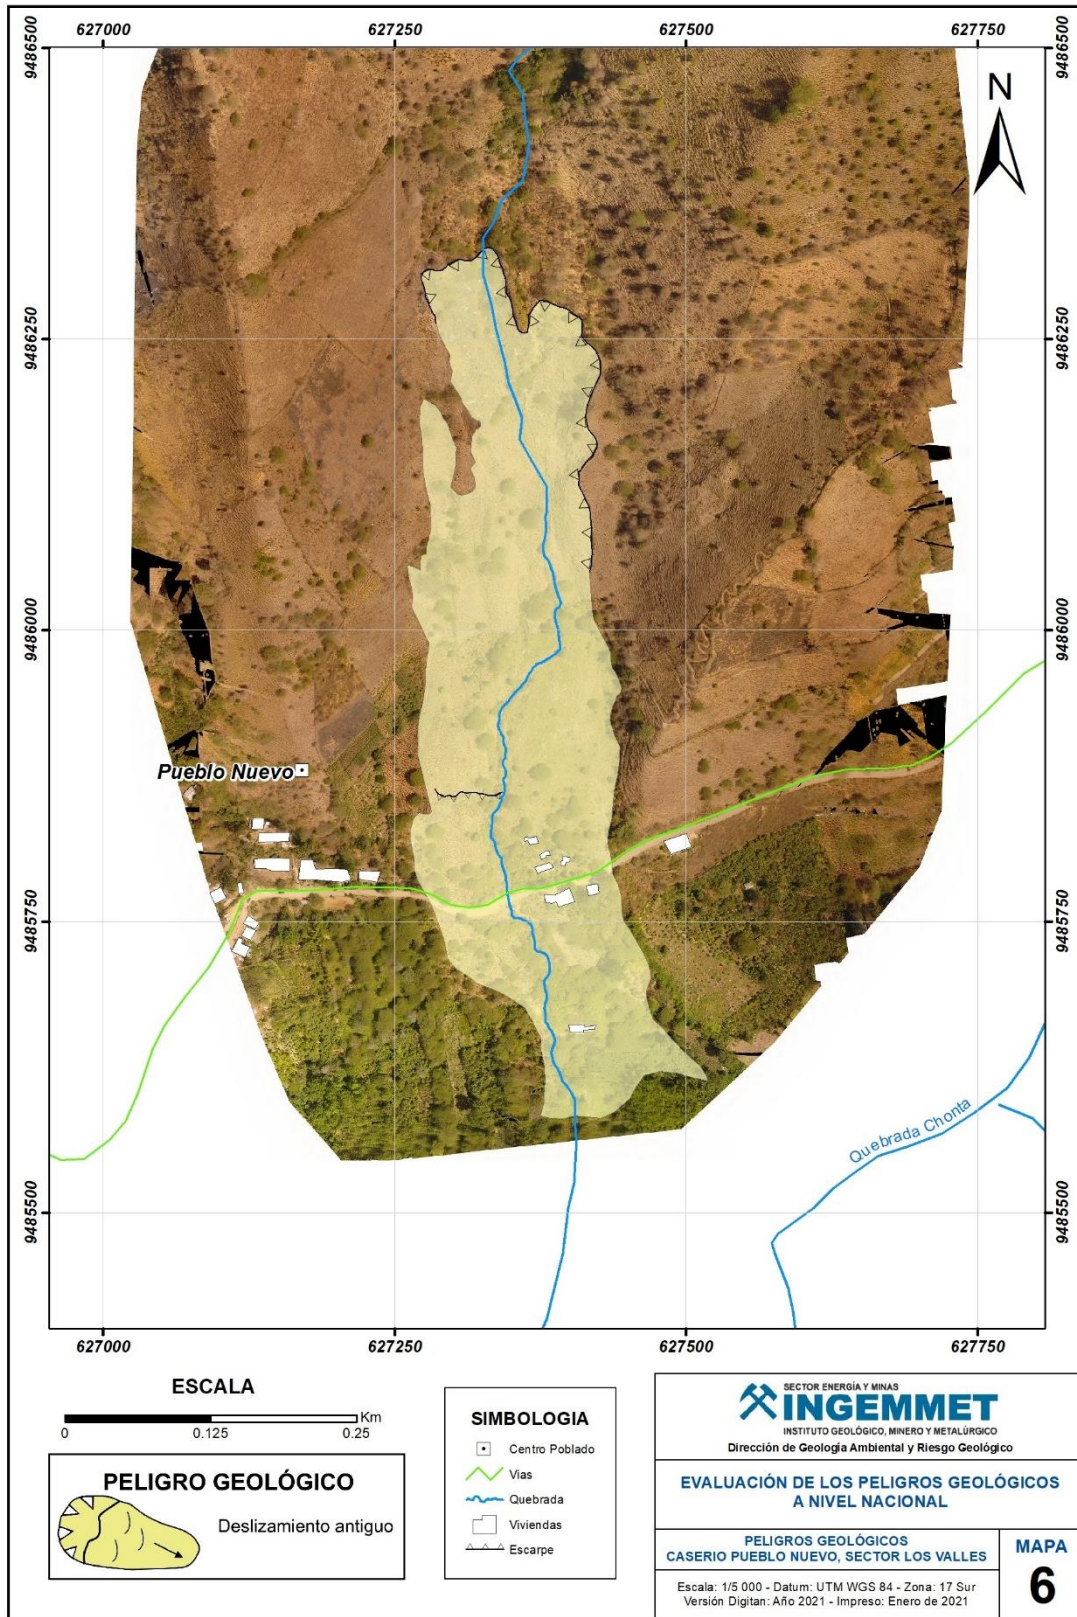 627000
627250
627500
627750
9486500
9486500
N
9486250
9486250
9486000
9486000
Pueblo Nuevo
9485750
9485750
Quebrada Chonta
9485500
9485500
627000
627250
627500
627750
ESCALA
Km
0
0.125
0.25
PELIGRO GEOLÓGICO
Deslizamiento antiguo
SIMBOLOGIA
Centro Poblado
Vias
Quebrada
Viviendas
Escarpe
SECTOR ENERGÍA Y MINAS
INGEMMET
INSTITUTO GEOLÓGICO, MINERO Y METALÚRGICO
Dirección de Geología Ambiental y Riesgo Geológico
EVALUACIÓN DE LOS PELIGROS GEOLÓGICOS
A NIVEL NACIONAL
PELIGROS GEOLÓGICOS
CASERIO PUEBLO NUEVO, SECTOR LOS VALLES
Escala: 1/5 000 - Datum: UTM WGS 84 - Zona: 17 Sur
Versión Digitan: Año 2021 - Impreso: Enero de 2021
MAPA
6